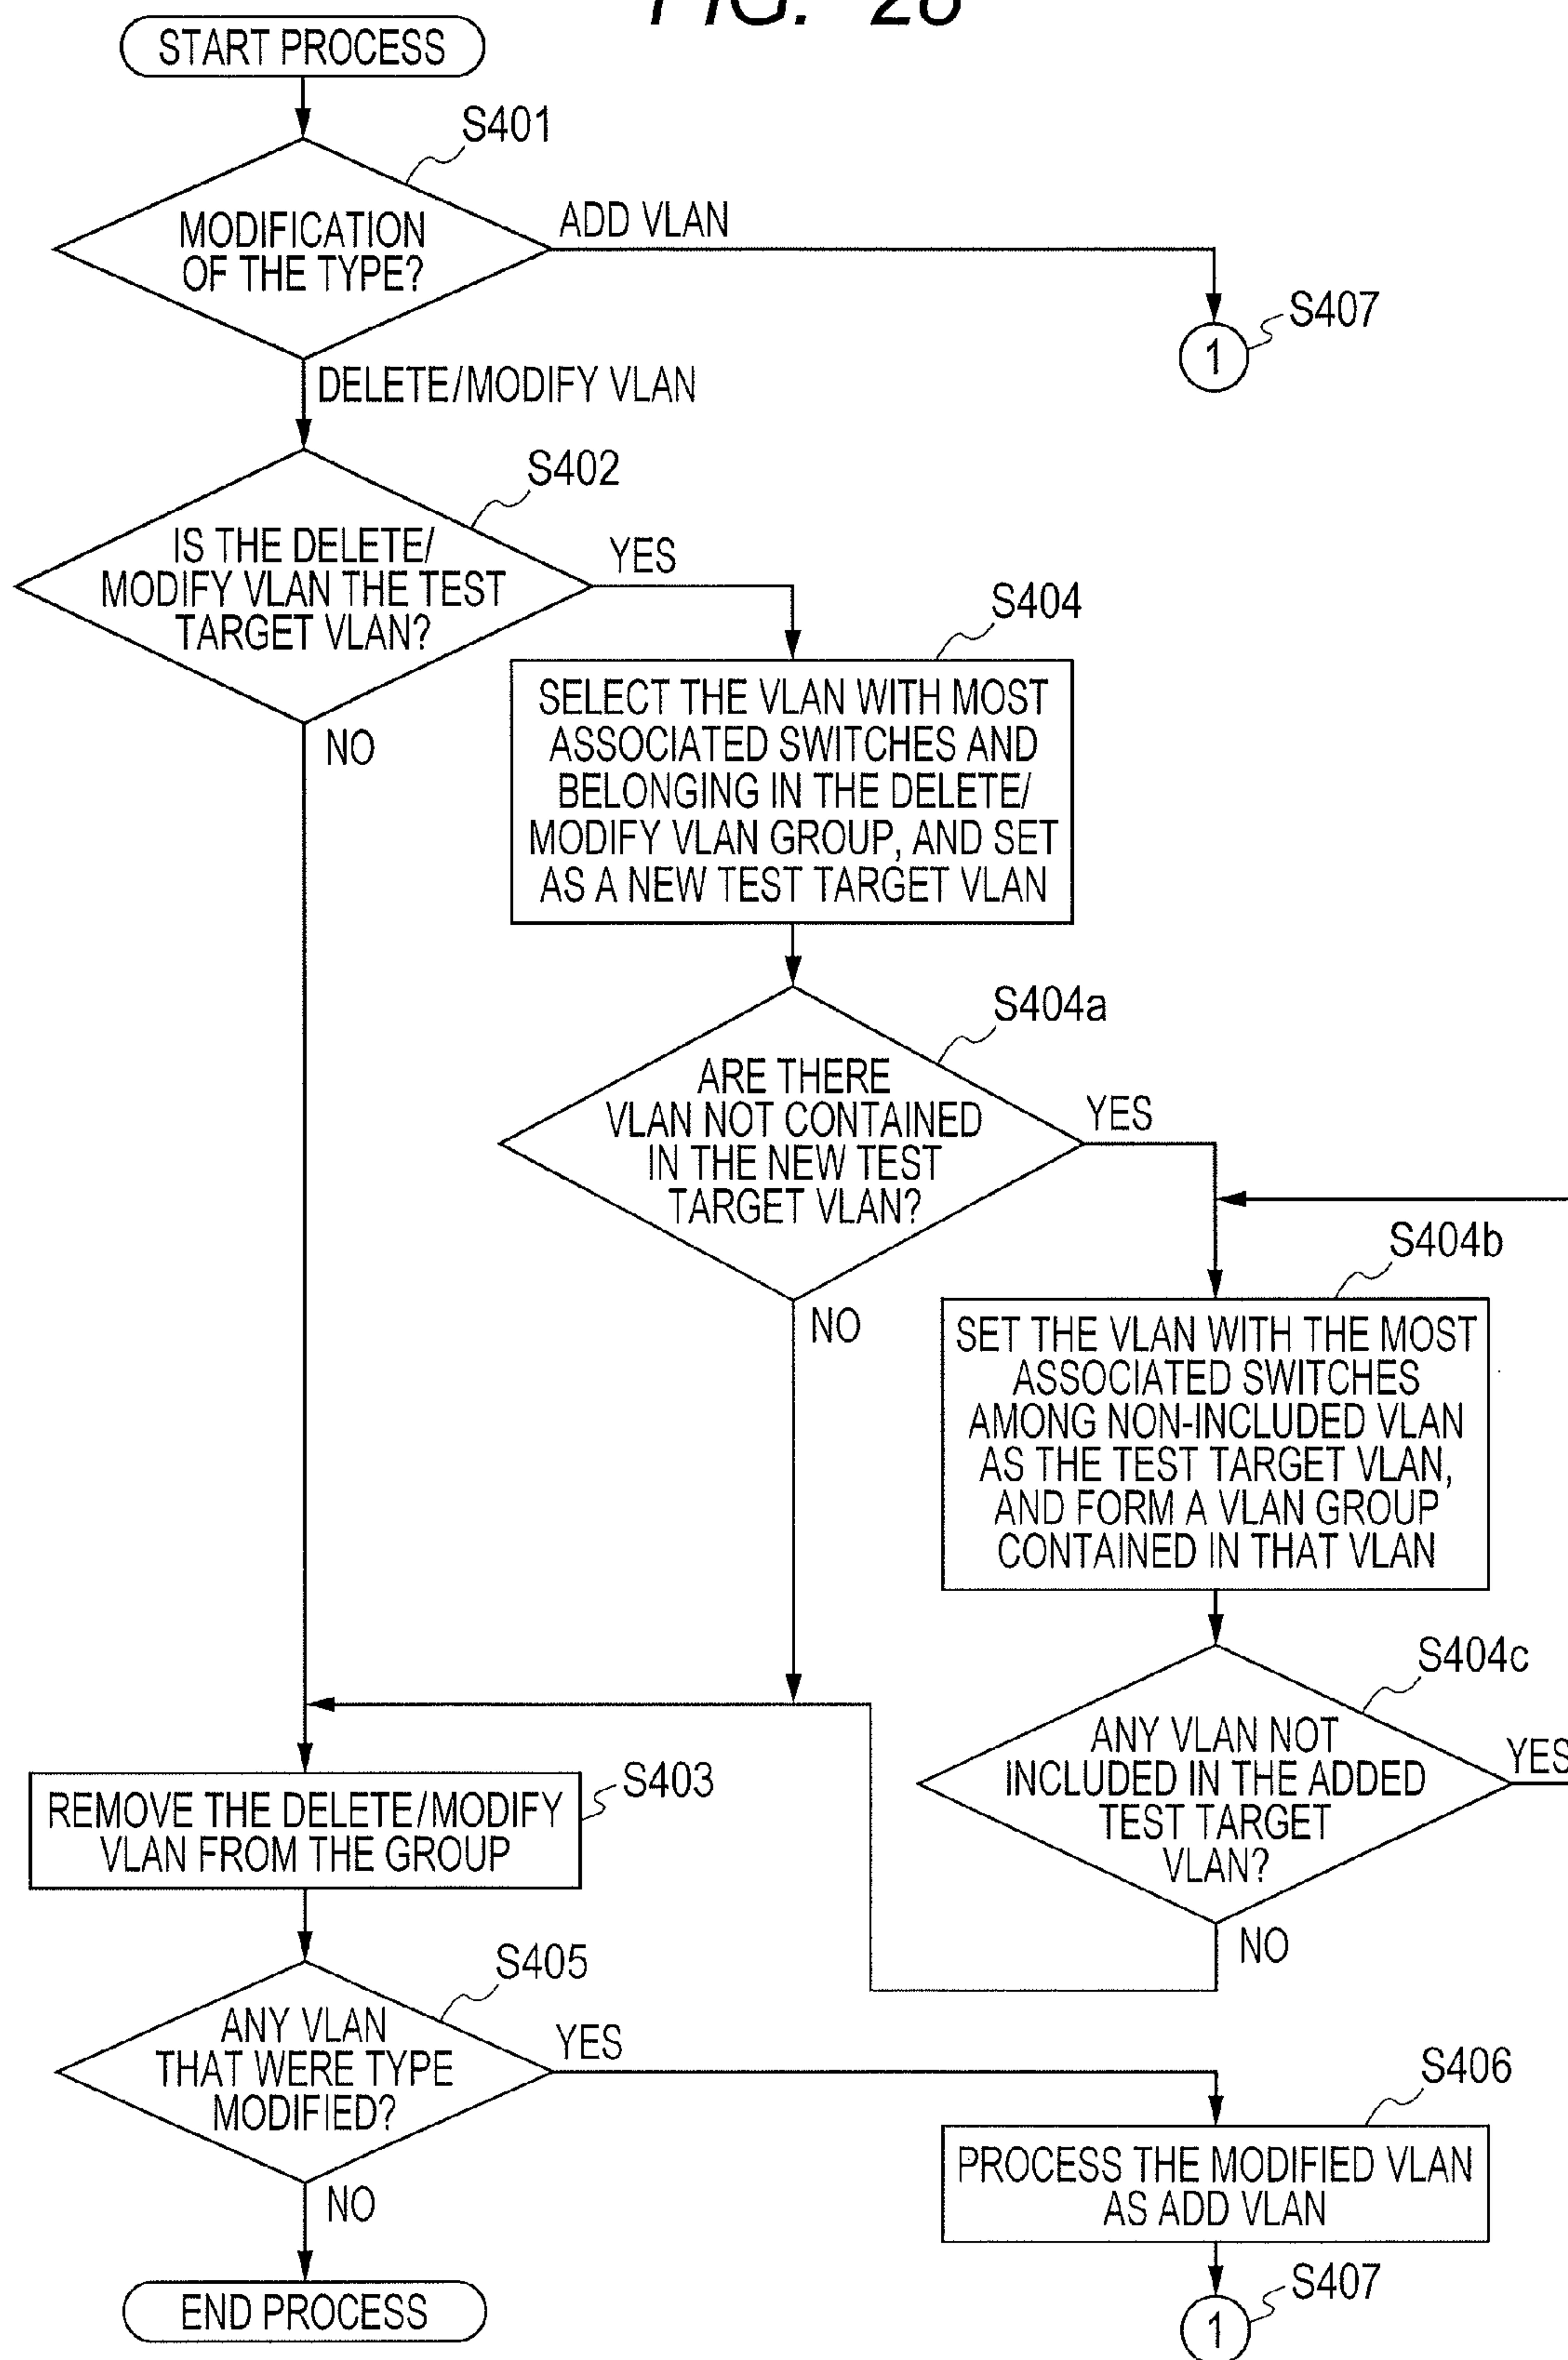 FIG. 28
START PROCESS
S401
MODIFICATION
OF THE TYPE?
ADD VLAN
S407
1
DELETE/MODIFY VLAN
S402
IS THE DELETE/
MODIFY VLAN THE TEST
TARGET VLAN?
YES
NO
S404
SELECT THE VLAN WITH MOST
ASSOCIATED SWITCHES AND
BELONGING IN THE DELETE/
MODIFY VLAN GROUP, AND SET
AS A NEW TEST TARGET VLAN
S404a
ARE THERE
VLAN NOT CONTAINED
IN THE NEW TEST
TARGET VLAN?
YES
NO
S404b
SET THE VLAN WITH THE MOST
ASSOCIATED SWITCHES
AMONG NON-INCLUDED VLAN
AS THE TEST TARGET VLAN,
AND FORM A VLAN GROUP
CONTAINED IN THAT VLAN
S404c
ANY VLAN NOT
INCLUDED IN THE ADDED
TEST TARGET
VLAN?
YES
NO
S403
REMOVE THE DELETE/MODIFY
VLAN FROM THE GROUP
S405
ANY VLAN
THAT WERE TYPE
MODIFIED?
YES
NO
S406
PROCESS THE MODIFIED VLAN
AS ADD VLAN
S407
1
END PROCESS